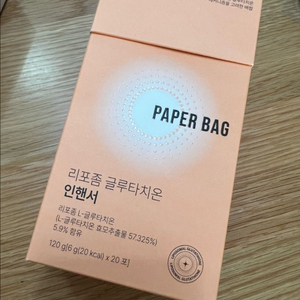 PAPER BAG
리포좀 글루타치온
인핸서
리포좀 L-글루타치온
(L-글루타치온 효모추출물 57.325%)
5.9% 함유
120 g[6 g(20 kcal) x 20포]